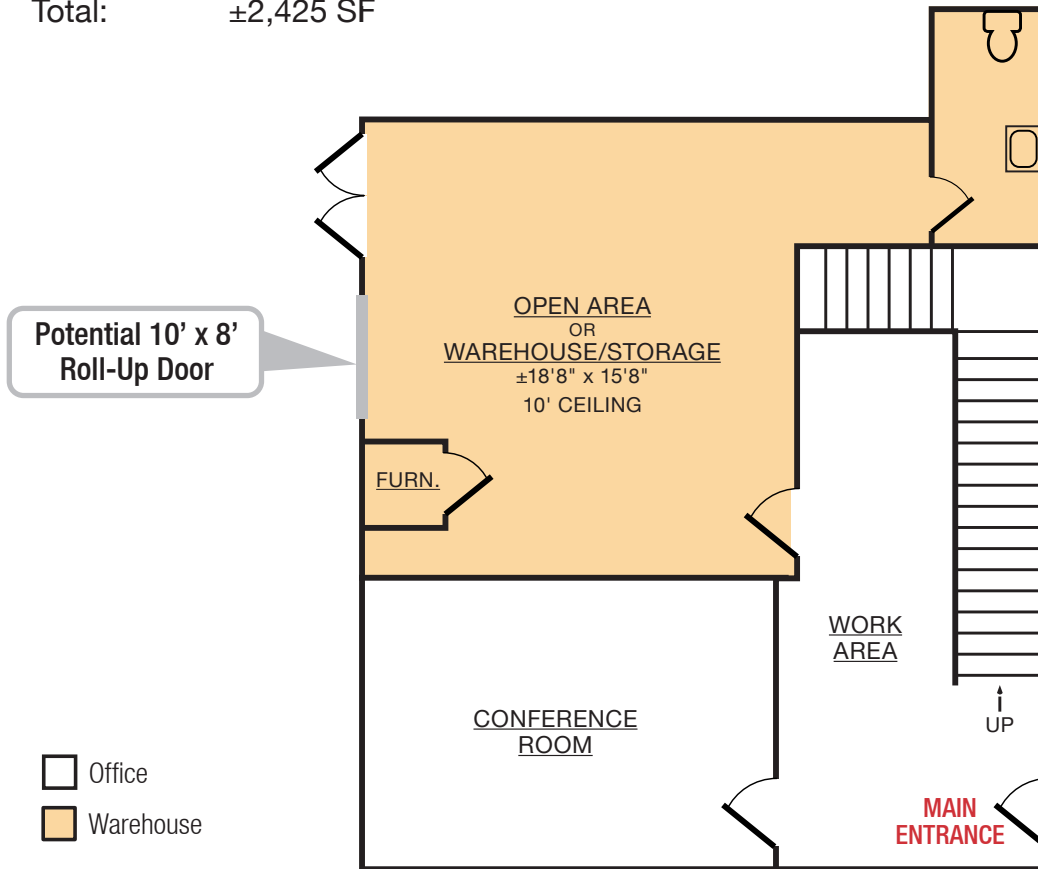 Total: ±2,425 SF
Potential 10’ x 8’
Roll-Up Door
OPEN AREA
OR
WAREHOUSE/STORAGE
±18'8" x 15'8"
10' CEILING
FURN.
WORK
AREA
UP
CONFERENCE
ROOM
MAIN
ENTRANCE
Office
Warehouse